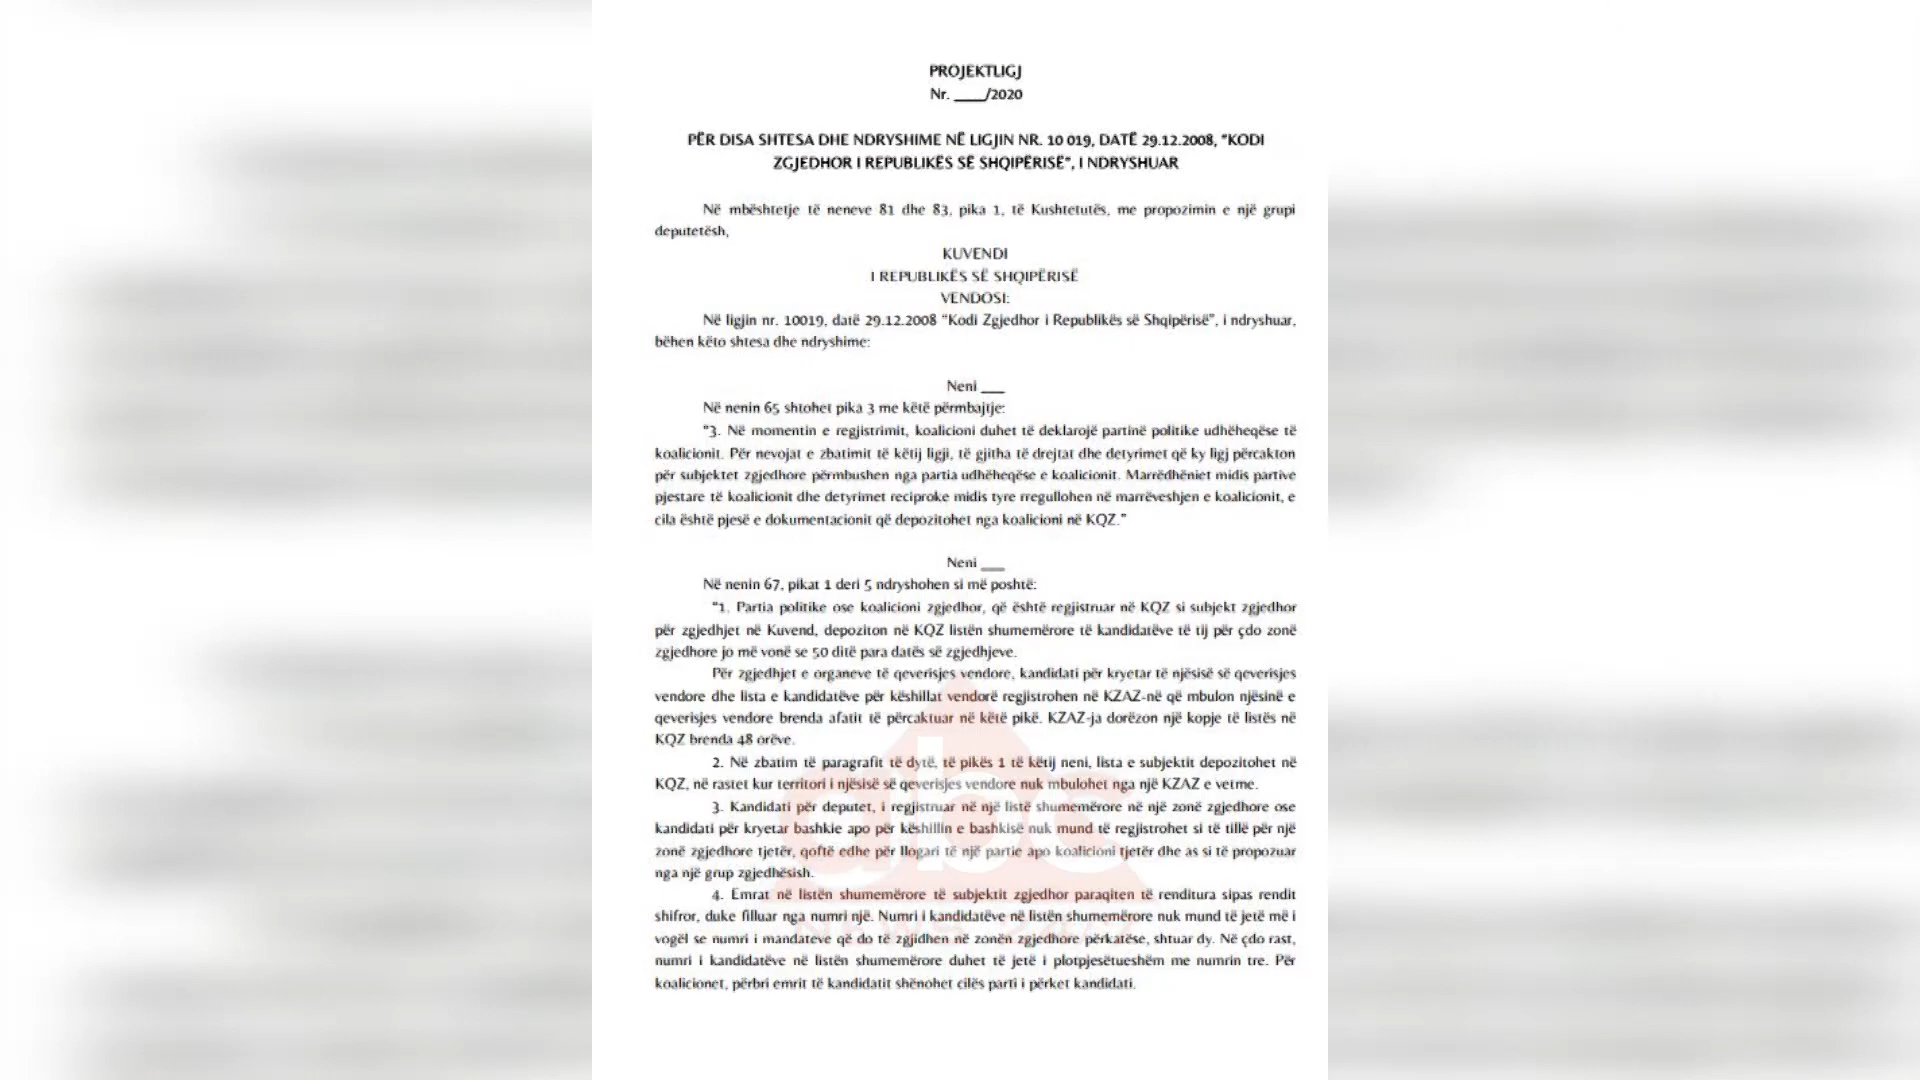 PROJEKTLIGJ
Nr. ____/2020
PËR DISA SHTESA DHE NDRYSHIME NË LIGJIN NR. 10 019, DATË 29.12.2008, “KODI
ZGJEDHOR I REPUBLIKËS SË SHQIPËRISË”, I NDRYSHUAR
Në mbështetje të neneve 81 dhe 83, pika 1, të Kushtetutës, me propozimin e një grupi
deputetësh,
KUVENDI
I REPUBLIKËS SË SHQIPËRISË
VENDOSI:
Në ligjin nr. 10019, datë 29.12.2008 “Kodi Zgjedhor i Republikës së Shqipërisë”, i ndryshuar,
bëhen këto shtesa dhe ndryshime:
Neni ___
Në nenin 65 shtohet pika 3 me këtë përmbajtje:
“3. Në momentin e regjistrimit, koalicioni duhet të deklarojë partinë politike udhëheqëse të
koalicionit. Për nevojat e zbatimit të këtij ligji, të gjitha të drejtat dhe detyrimet që ky ligj përcakton
për subjektet zgjedhore përmbushen nga partia udhëheqëse e koalicionit. Marrëdhëniet midis partive
pjestare të koalicionit dhe detyrimet reciproke midis tyre rregullohen në marrëveshjen e koalicionit, e
cila është pjesë e dokumentacionit që depozitohet nga koalicioni në KQZ.”
Neni ___
Në nenin 67, pikat 1 deri 5 ndryshohen si më poshtë:
“1. Partia politike ose koalicioni zgjedhor, që është regjistruar në KQZ si subjekt zgjedhor
për zgjedhjet në Kuvend, depoziton në KQZ listën shumemërore të kandidatëve të tij për çdo zonë
zgjedhore jo më vonë se 50 ditë para datës së zgjedhjeve.
Për zgjedhjet e organeve të qeverisjes vendore, kandidati për kryetar të njësisë së qeverisjes
vendore dhe lista e kandidatëve për këshillat vendorë regjistrohen në KZAZ-në që mbulon njësinë e
qeverisjes vendore brenda afatit të përcaktuar në këtë pikë. KZAZ-ja dorëzon një kopje të listës në
KQZ brenda 48 orëve.
2. Në zbatim të paragrafit të dytë, të pikës 1 të këtij neni, lista e subjektit depozitohet në
KQZ, në rastet kur territori i njësisë së qeverisjes vendore nuk mbulohet nga një KZAZ e vetme.
3. Kandidati për deputet, i regjistruar në një listë shumemërore në një zonë zgjedhore ose
kandidati për kryetar bashkie apo për këshillin e bashkisë nuk mund të regjistrohet si të tillë për një
zonë zgjedhore tjetër, qoftë edhe për llogari të një partie apo koalicioni tjetër dhe as si të propozuar
nga një grup zgjedhësish.
4. Emrat në listën shumemërore të subjektit zgjedhor paraqiten të renditura sipas rendit
shifror, duke filluar nga numri një. Numri i kandidatëve në listën shumemërore nuk mund të jetë më i
vogël se numri i mandateve që do të zgjidhen në zonën zgjedhore përkatëse, shtuar dy. Në çdo rast,
numri i kandidatëve në listën shumemërore duhet të jetë i plotpjesëtueshëm me numrin tre. Për
koalicionet, përbri emrit të kandidatit shënohet cilës parti i përket kandidati.
abc
NEWS 24/7